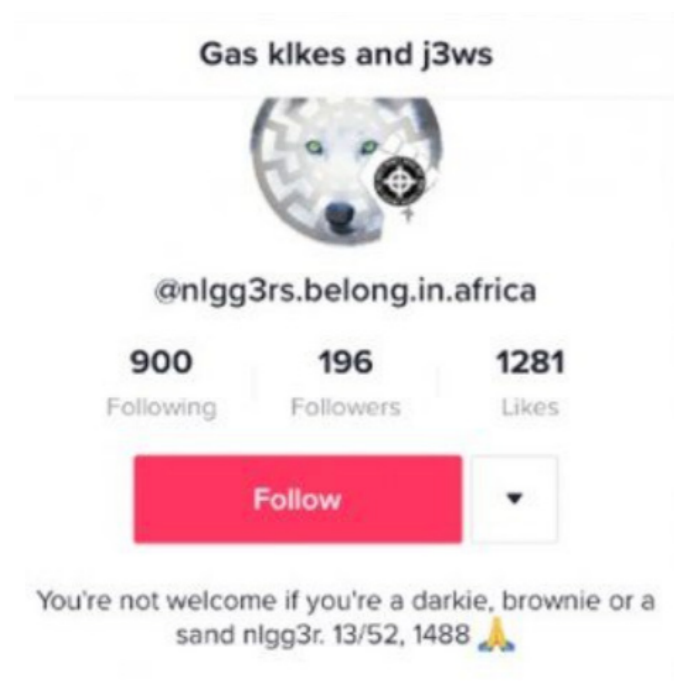 Gas klkes and j3ws
@nlgg3rs.belong.in.africa
900
196
1281
Following
Followers
Likes
Follow
You're not welcome if you're a darkie, brownie or a
sand nlgg3r. 13/52, 1488 🙏